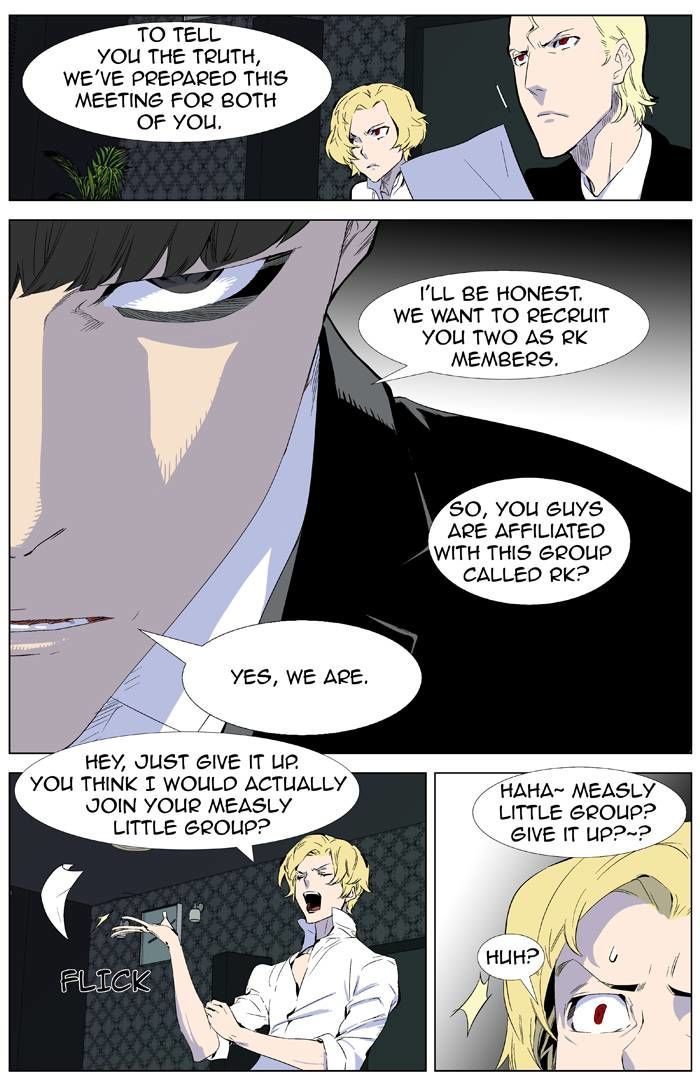 TO TELL
YOU THE TRUTH,
WE'VE PREPARED THIS
MEETING FOR BOTH
OF YOU.
I'LL BE HONEST.
WE WANT TO RECRUIT
YOU TWO AS RK
MEMBERS.
SO, YOU GUYS
ARE AFFILIATED
WITH THIS GROUP
CALLED RK?
YES, WE ARE.
HEY, JUST GIVE IT UP.
YOU THINK I WOULD ACTUALLY
JOIN YOUR MEASLY
LITTLE GROUP?
FLICK
HAHA~ MEASLY
LITTLE GROUP?
GIVE IT UP?~?
HUH?